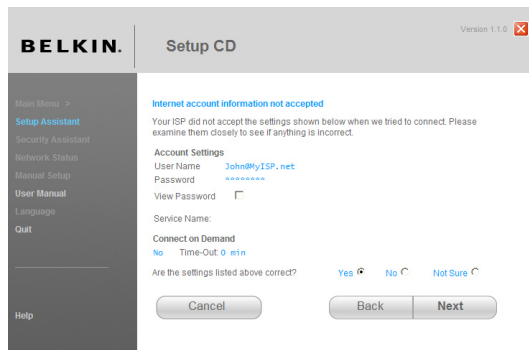 Version 1.1.0
BELKIN.
Setup CD
Main Menu >
Setup Assistant
Security Assistant
Network Status
Manual Setup
User Manual
Language
Quit
Help
Internet account information not accepted
Your ISP did not accept the settings shown below when we tried to connect. Please
examine them closely to see if anything is incorrect.
Account Settings
User Name John@MyISP.net
Password ********
View Password
Service Name:
Connect on Demand
No Time-Out: 0 min
Are the settings listed above correct? Yes No Not Sure
Cancel Back Next